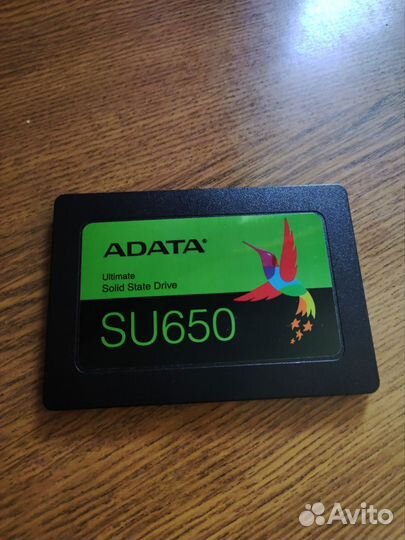 ADATA®
Ultimate
Solid State Drive
SU650
Avito